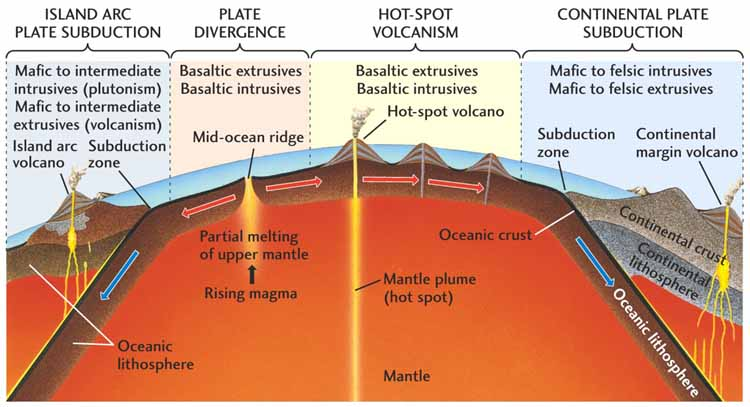 ISLAND ARC
PLATE SUBDUCTION
PLATE
DIVERGENCE
HOT-SPOT
VOLCANISM
CONTINENTAL PLATE
SUBDUCTION
Mafic to intermediate
intrusives (plutonism)
Mafic to intermediate
extrusives (volcanism)
Basaltic extrusives
Basaltic intrusives
Basaltic extrusives
Basaltic intrusives
Mafic to felsic intrusives
Mafic to felsic extrusives
Island arc
volcano
Subduction
zone
Mid-ocean ridge
Hot-spot volcano
Subduction
zone
Continental
margin volcano
Partial melting
of upper mantle
Rising magma
Mantle plume
(hot spot)
Oceanic crust
Continental crust
Continental
lithosphere
Oceanic
lithosphere
Oceanic lithosphere
Mantle